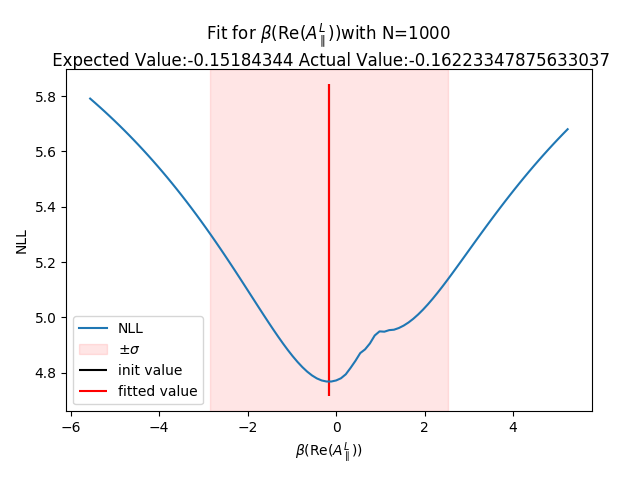 Fit for β(Re(A_∥^L))with N=1000
Expected Value:-0.15184344 Actual Value:-0.16223347875633037
5.8
5.6
5.4
5.2
5.0
4.8
NLL
NLL
±σ
init value
fitted value
−6 −4 −2 0 2 4
β(Re(A_∥^L))